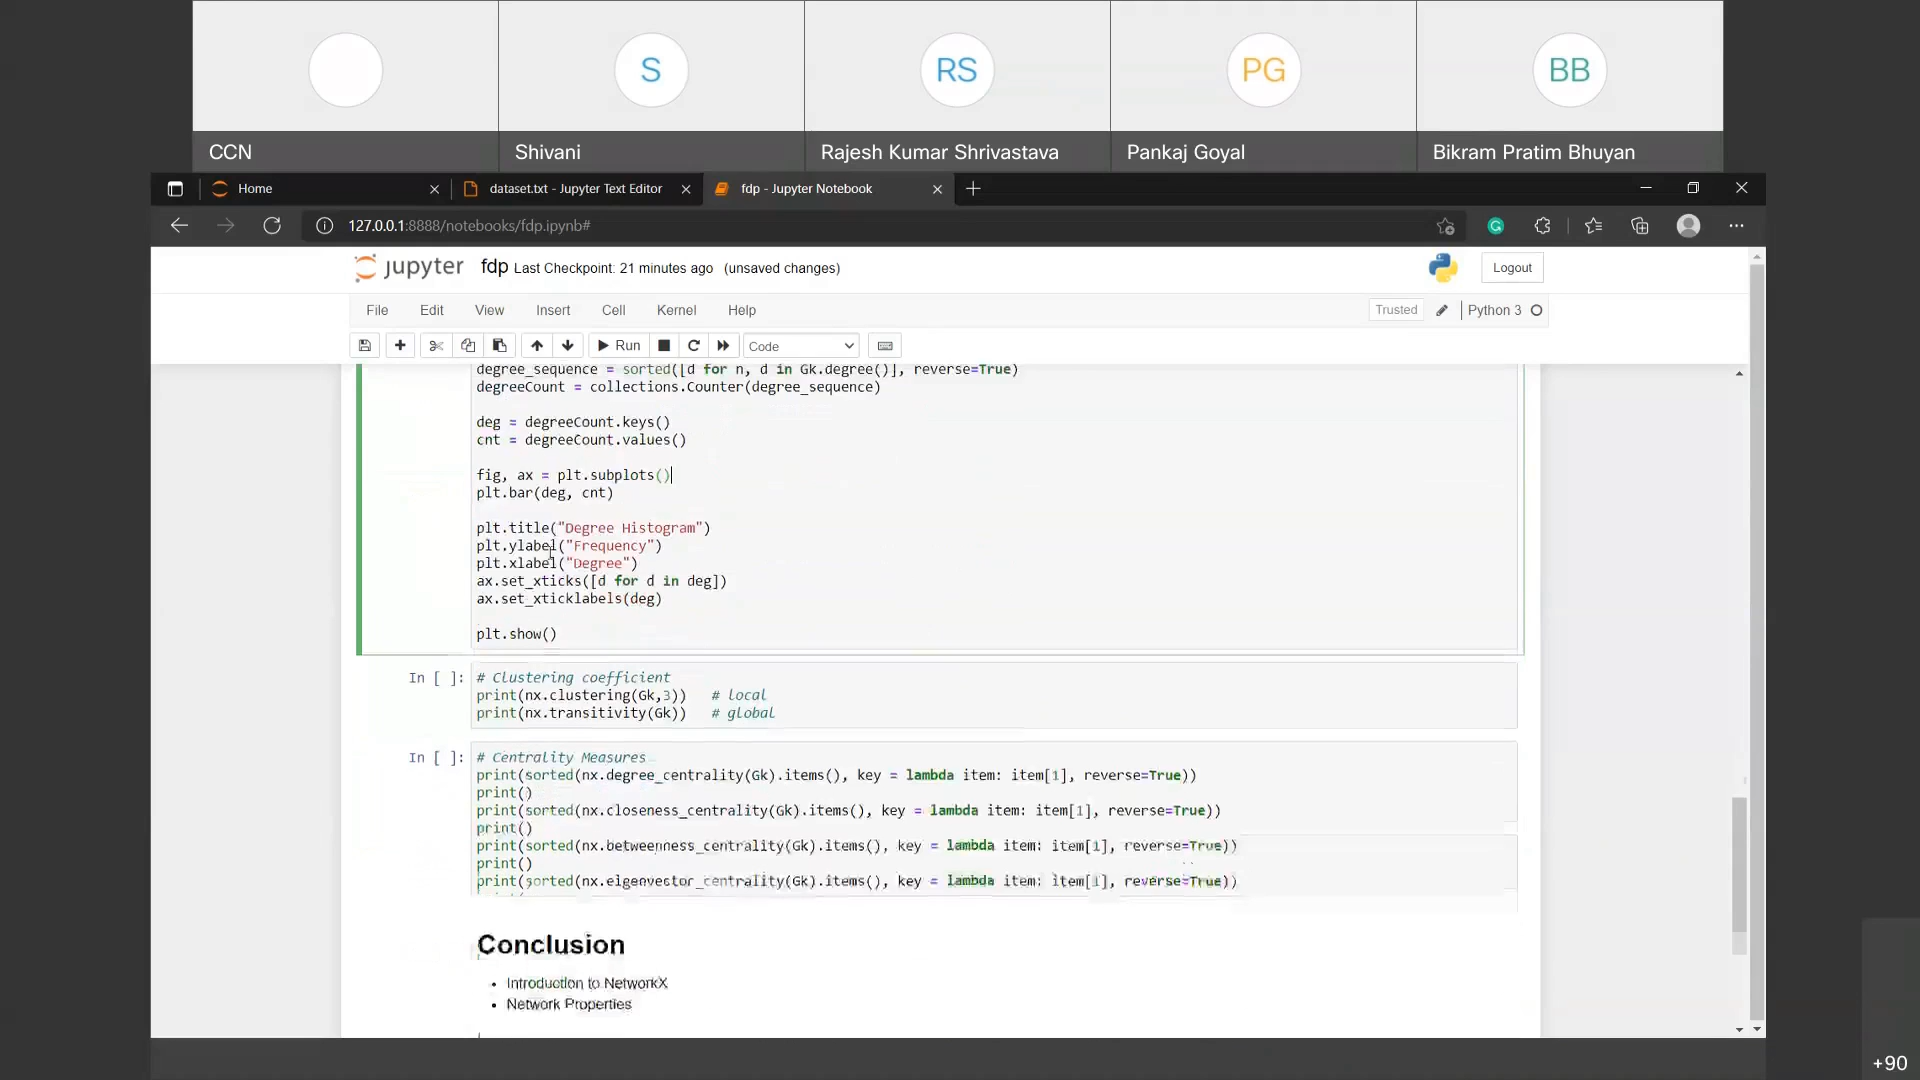 S
RS
PG
BB
CCN
Shivani
Rajesh Kumar Shrivastava
Pankaj Goyal
Bikram Pratim Bhuyan
Home
dataset.txt - Jupyter Text Editor
fdp - Jupyter Notebook
127.0.0.1:8888/notebooks/fdp.ipynb#
jupyter
fdp Last Checkpoint: 21 minutes ago (unsaved changes)
Logout
File Edit View Insert Cell Kernel Help
Trusted
Python 3
Run
Code
degree_sequence = sorted([d for n, d in Gk.degree()], reverse=True)
degreeCount = collections.Counter(degree_sequence)
deg = degreeCount.keys()
cnt = degreeCount.values()
fig, ax = plt.subplots()
plt.bar(deg, cnt)
plt.title("Degree Histogram")
plt.ylabel("Frequency")
plt.xlabel("Degree")
ax.set_xticks([d for d in deg])
ax.set_xticklabels(deg)
plt.show()
In [ ]: # Clustering coefficient
print(nx.clustering(Gk,3)) # local
print(nx.transitivity(Gk)) # global
In [ ]: # Centrality Measures
print(sorted(nx.degree_centrality(Gk).items(), key = lambda item: item[1], reverse=True))
print()
print(sorted(nx.closeness_centrality(Gk).items(), key = lambda item: item[1], reverse=True))
print()
print(sorted(nx.betweenness_centrality(Gk).items(), key = lambda item: item[1], reverse=True))
print()
print(sorted(nx.eigenvector_centrality(Gk).items(), key = lambda item: item[1], reverse=True))
Conclusion
• Introduction to NetworkX
• Network Properties
+90